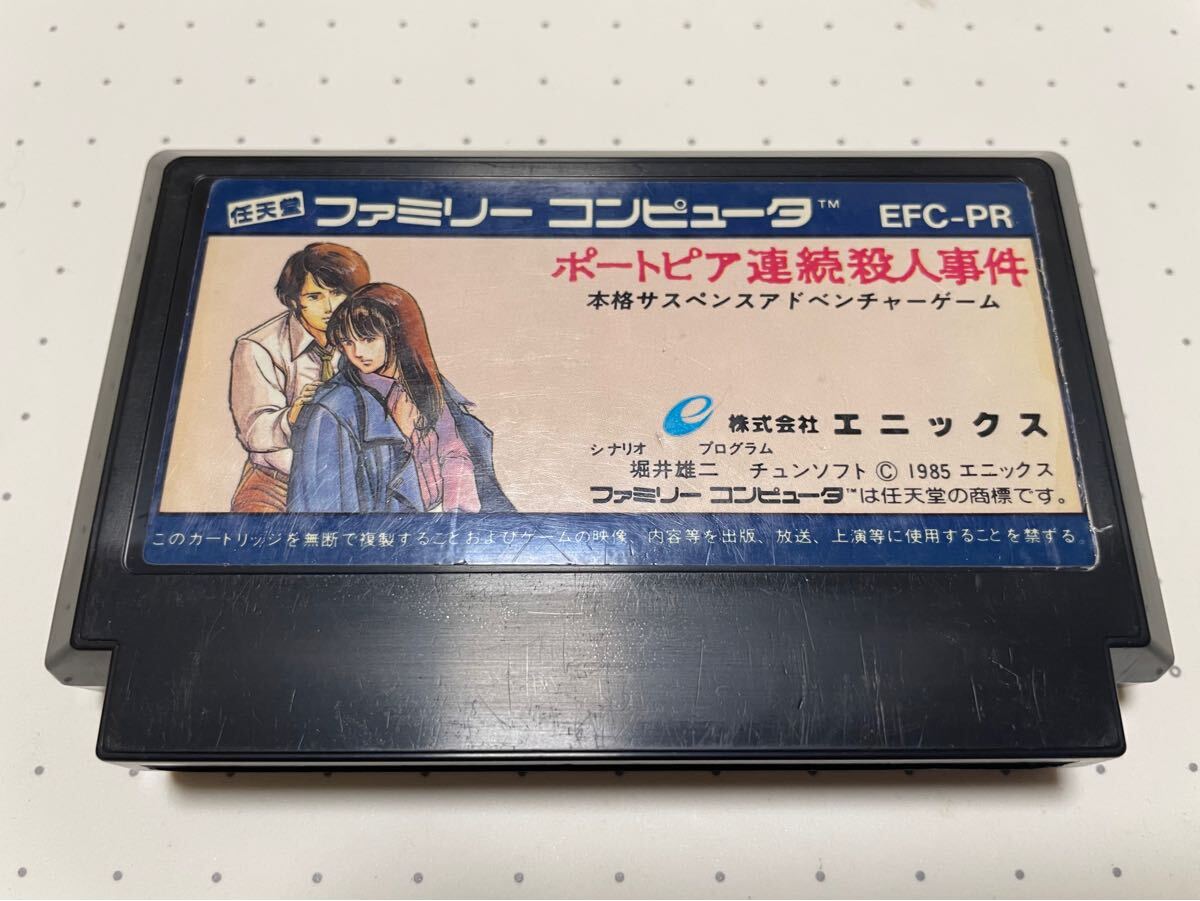 任天堂 ファミリー コンピュータ™ EFC-PR
ポートピア連続殺人事件
本格サスペンスアドベンチャーゲーム
e 株式会社 エニックス
シナリオ プログラム
堀井雄二 チュンソフト © 1985 エニックス
ファミリー コンピュータ™は任天堂の商標です。
このカートリッジを無断で複製することおよびゲームの映像、内容等を出版、放送、上演等に使用することを禁ずる。